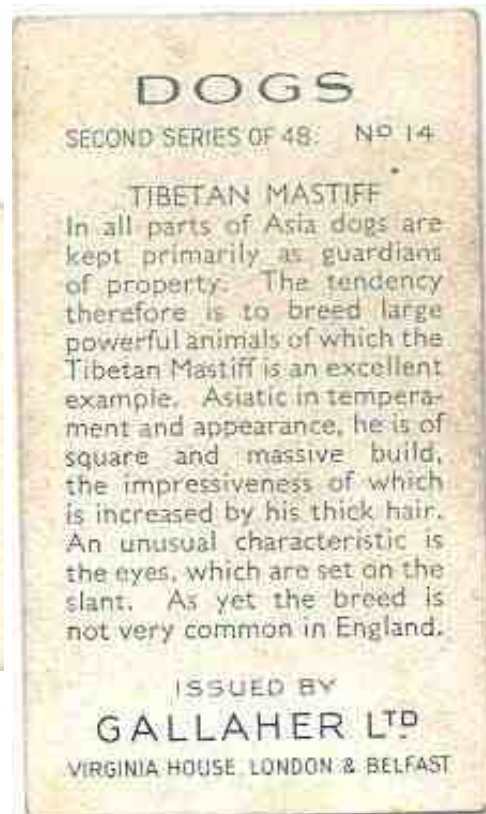 DOGS
SECOND SERIES OF 48. Nº 14
TIBETAN MASTIFF
In all parts of Asia dogs are
kept primarily as guardians
of property. The tendency
therefore is to breed large
powerful animals of which the
Tibetan Mastiff is an excellent
example. Asiatic in tempera-
ment and appearance, he is of
square and massive build,
the impressiveness of which
is increased by his thick hair.
An unusual characteristic is
the eyes, which are set on the
slant. As yet the breed is
not very common in England.
ISSUED BY
GALLAHER LTD
VIRGINIA HOUSE, LONDON & BELFAST